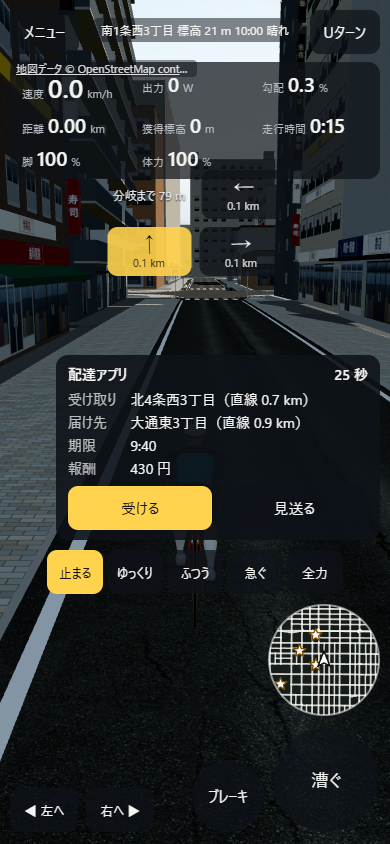 メニュー
南1条西3丁目 標高 21 m 10:00 晴れ
Uターン
地図データ © OpenStreetMap cont...
速度 0.0 km/h
出力 0 W
勾配 0.3 %
距離 0.00 km
獲得標高 0 m
走行時間 0:15
脚 100 %
体力 100 %
分岐まで 79 m
←
0.1 km
↑
0.1 km
→
0.1 km
寿司
配達アプリ
25 秒
受け取り 北4条西3丁目（直線 0.7 km）
届け先 大通東3丁目（直線 0.9 km）
期限 9:40
報酬 430 円
受ける
見送る
止まる
ゆっくり
ふつう
急ぐ
全力
漕ぐ
ブレーキ
◀ 左へ
右へ ▶